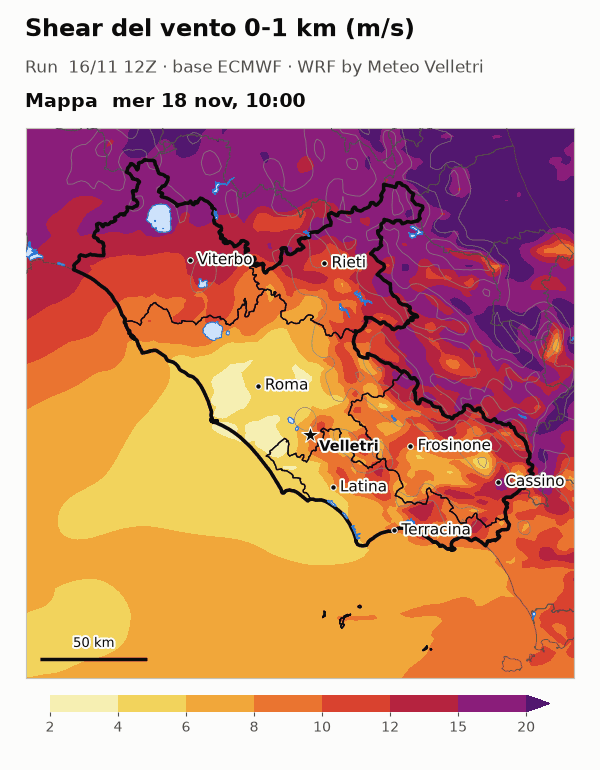 Shear del vento 0-1 km (m/s)
Run  16/11 12Z · base ECMWF · WRF by Meteo Velletri
Mappa  mer 18 nov, 10:00
Viterbo
Rieti
Roma
Velletri
Frosinone
Latina
Cassino
Terracina
50 km
2 4 6 8 10 12 15 20